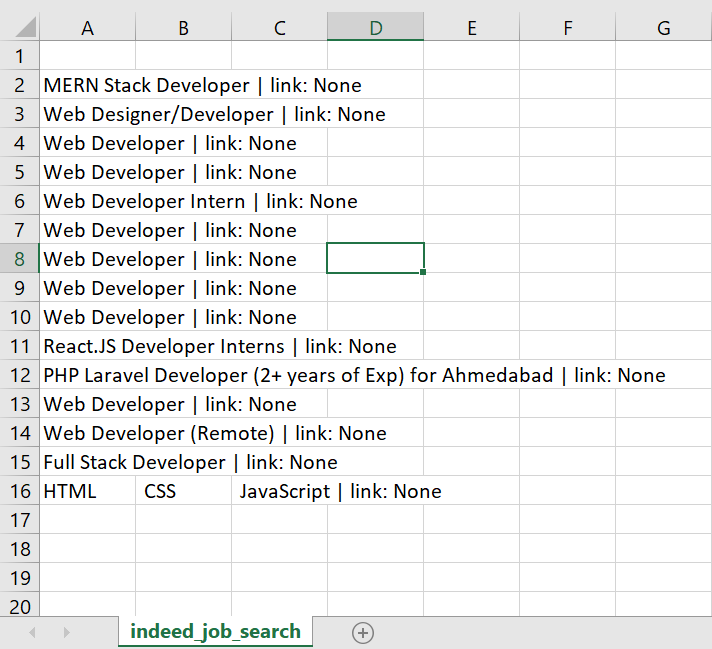 A B C D E F G
1
2 MERN Stack Developer | link: None
3 Web Designer/Developer | link: None
4 Web Developer | link: None
5 Web Developer | link: None
6 Web Developer Intern | link: None
7 Web Developer | link: None
8 Web Developer | link: None
9 Web Developer | link: None
10 Web Developer | link: None
11 React.JS Developer Interns | link: None
12 PHP Laravel Developer (2+ years of Exp) for Ahmedabad | link: None
13 Web Developer | link: None
14 Web Developer (Remote) | link: None
15 Full Stack Developer | link: None
16 HTML CSS JavaScript | link: None
17
18
19
20
indeed_job_search